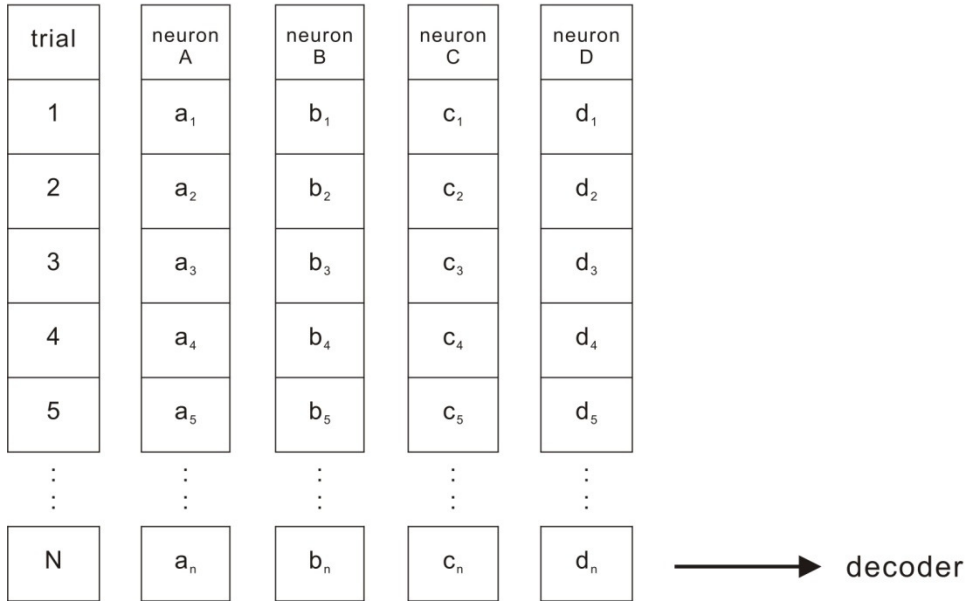 trial neuron A neuron B neuron C neuron D
1 a₁ b₁ c₁ d₁
2 a₂ b₂ c₂ d₂
3 a₃ b₃ c₃ d₃
4 a₄ b₄ c₄ d₄
5 a₅ b₅ c₅ d₅
N aₙ bₙ cₙ dₙ decoder